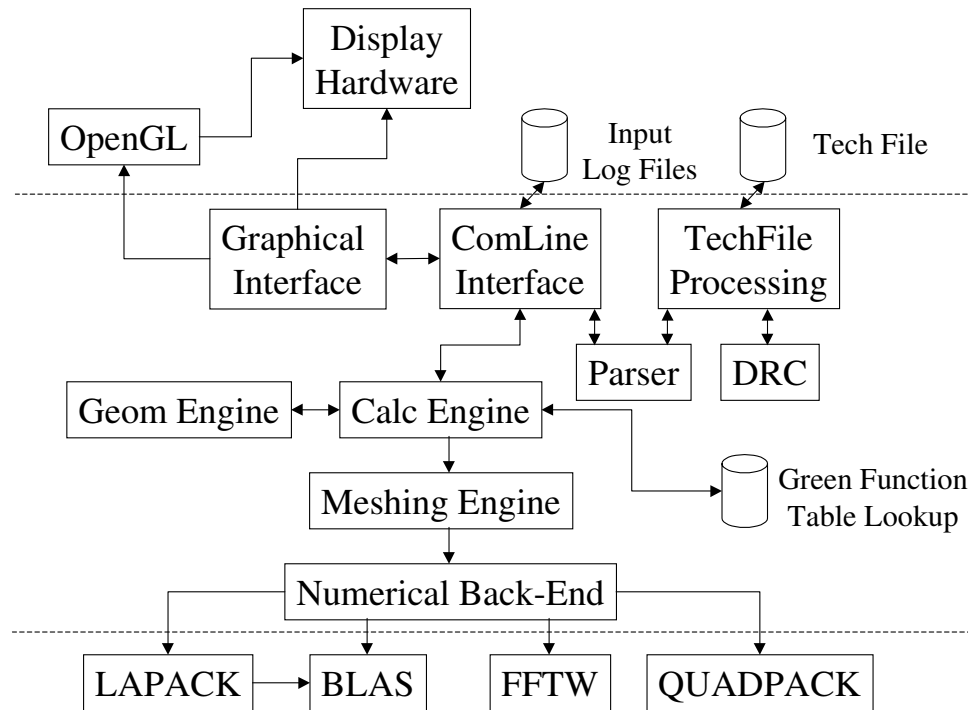 Display
Hardware
OpenGL
Input
Log Files
Tech File
Graphical
Interface
ComLine
Interface
TechFile
Processing
Parser
DRC
Geom Engine
Calc Engine
Meshing Engine
Green Function
Table Lookup
Numerical Back-End
LAPACK
BLAS
FFTW
QUADPACK